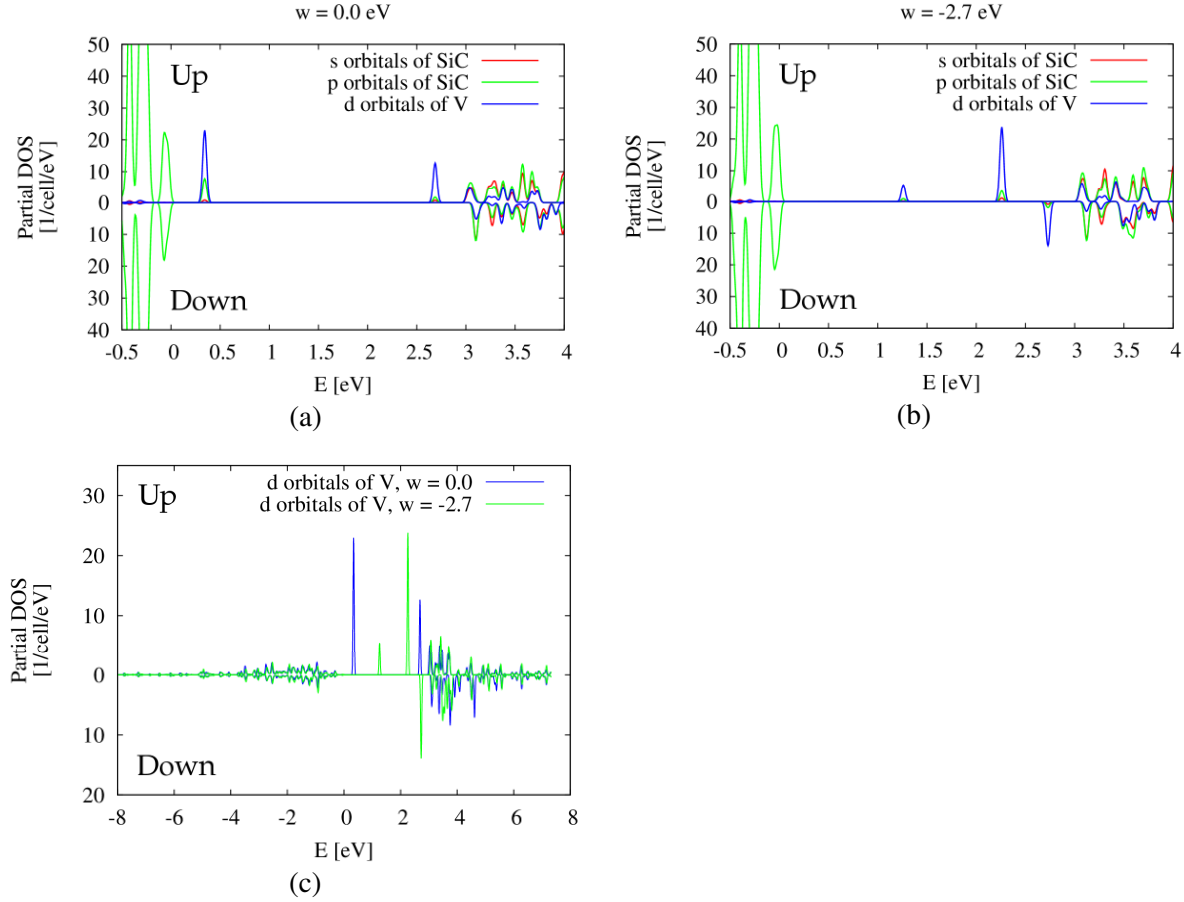 w = 0.0 eV
50
40
30
20
10
0
10
20
30
40
Partial DOS
[1/cell/eV]
Up
Down
s orbitals of SiC
p orbitals of SiC
d orbitals of V
-0.5 0 0.5 1 1.5 2 2.5 3 3.5 4
E [eV]
(a)
w = -2.7 eV
50
40
30
20
10
0
10
20
30
40
Partial DOS
[1/cell/eV]
Up
Down
s orbitals of SiC
p orbitals of SiC
d orbitals of V
-0.5 0 0.5 1 1.5 2 2.5 3 3.5 4
E [eV]
(b)
30
20
10
0
10
20
Partial DOS
[1/cell/eV]
Up
Down
d orbitals of V, w = 0.0
d orbitals of V, w = -2.7
-8 -6 -4 -2 0 2 4 6 8
E [eV]
(c)